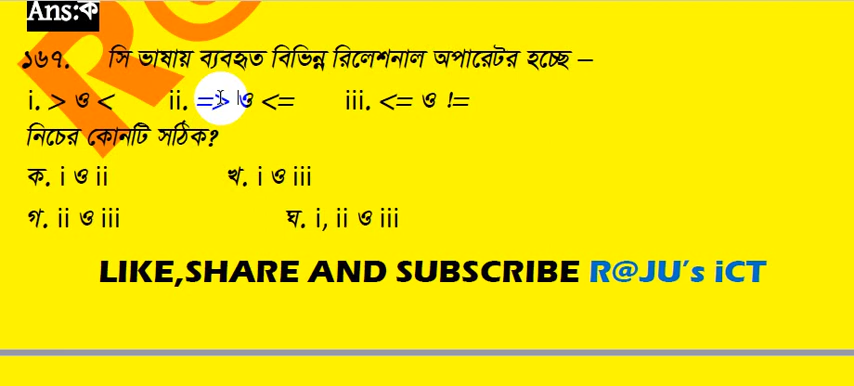 Ans:ক
১৬৭. সি ভাষায় ব্যবহৃত বিভিন্ন রিলেশনাল অপারেটর হচ্ছে –
i. > ও < ii. => ও <= iii. <= ও !=
নিচের কোনটি সঠিক?
ক. i ও ii খ. i ও iii
গ. ii ও iii ঘ. i, ii ও iii
LIKE,SHARE AND SUBSCRIBE R@JU's iCT